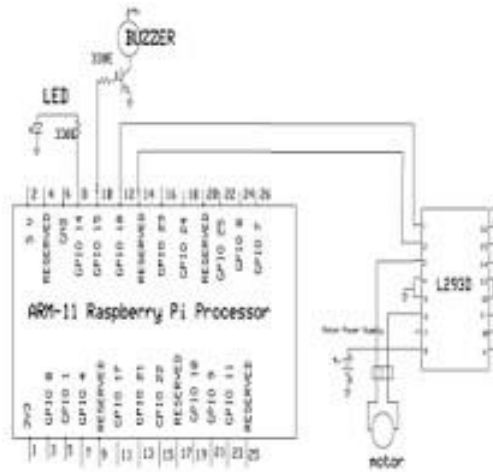 BUZZER
330E
LED
330E
2 4 6 8 10 12 14 16 18 20 22 24 26
5 V
RESERVED
GND
GPIO 14
GPIO 15
GPIO 18
RESERVED
GPIO 23
GPIO 24
RESERVED
GPIO 25
GPIO 8
GPIO 7
L293D
ARM-11 Raspberry Pi Processor
3V3
GPIO 0
GPIO 1
GPIO 4
RESERVED
GPIO 17
GPIO 21
GPIO 22
RESERVED
GPIO 10
GPIO 9
GPIO 11
RESERVED
1 3 5 7 9 11 13 15 17 19 21 23 25
motor